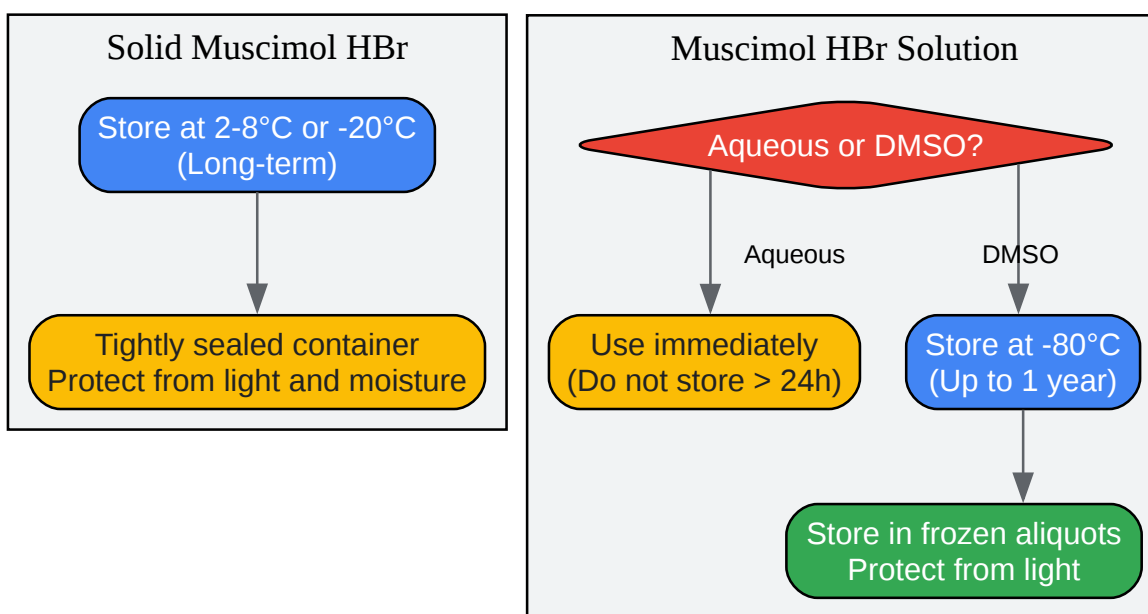 Solid Muscimol HBr
Store at 2-8°C or -20°C
(Long-term)
Tightly sealed container
Protect from light and moisture
Muscimol HBr Solution
Aqueous or DMSO?
Aqueous
DMSO
Use immediately
(Do not store > 24h)
Store at -80°C
(Up to 1 year)
Store in frozen aliquots
Protect from light